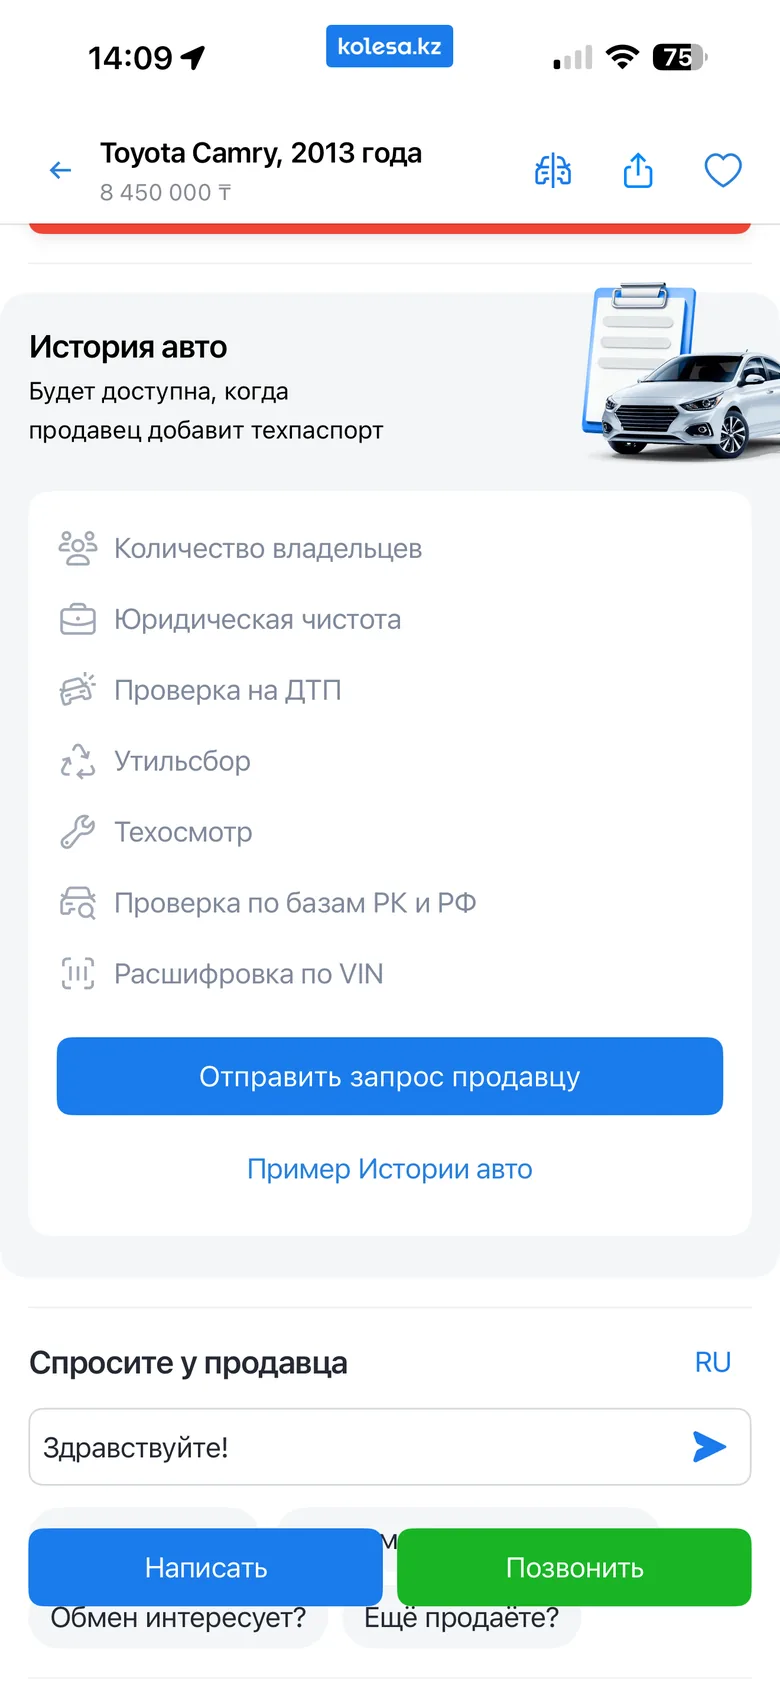 14:09
kolesa.kz
75
Toyota Camry, 2013 года
8 450 000 ₸
История авто
Будет доступна, когда
продавец добавит техпаспорт
Количество владельцев
Юридическая чистота
Проверка на ДТП
Утильсбор
Техосмотр
Проверка по базам РК и РФ
Расшифровка по VIN
Отправить запрос продавцу
Пример Истории авто
Спросите у продавца
RU
Здравствуйте!
Написать
Позвонить
Обмен интересует?
Ещё продаёте?